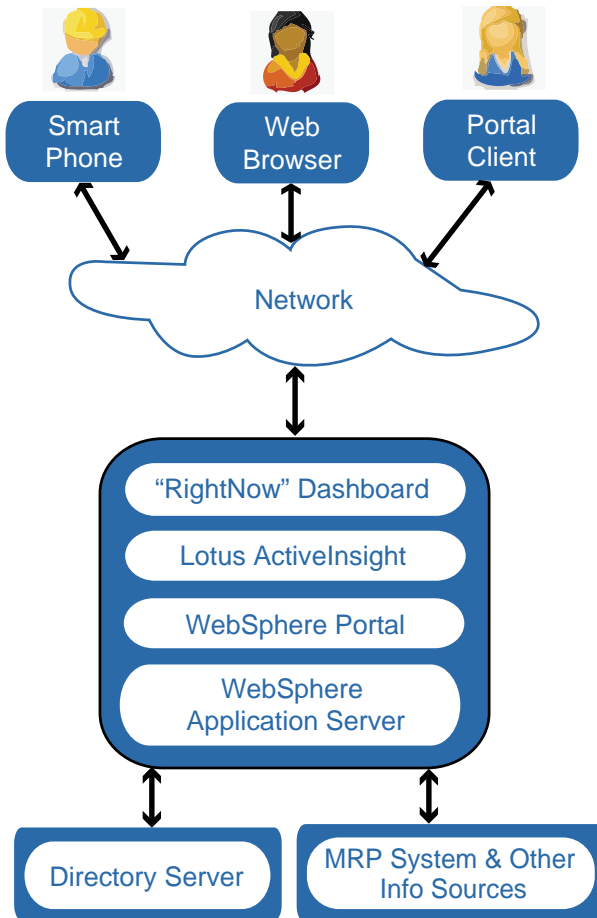 Smart
Phone
Web
Browser
Portal
Client
Network
“RightNow” Dashboard
Lotus ActiveInsight
WebSphere Portal
WebSphere
Application Server
Directory Server
MRP System & Other
Info Sources